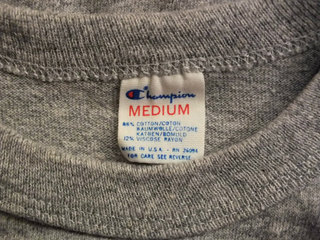 Champion
MEDIUM
88% COTTON/COTON
BAUMWOLLE/COTONE
KATOEN/BOMULD
12% VISCOSE RAYON
MADE IN U.S.A. - RN 26094
FOR CARE SEE REVERSE